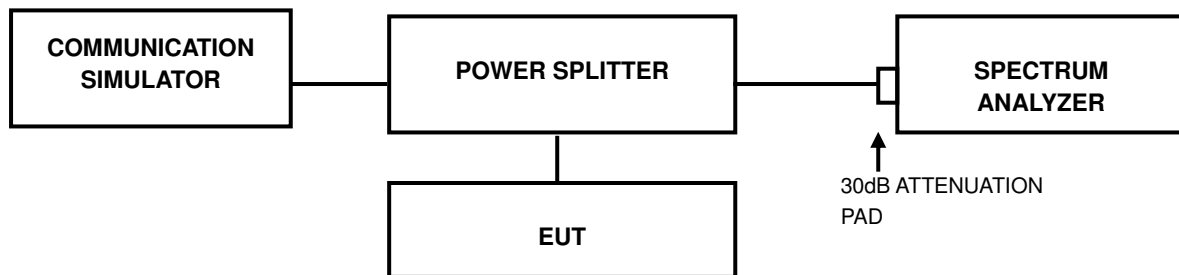 COMMUNICATION
SIMULATOR
POWER SPLITTER
SPECTRUM
ANALYZER
30dB ATTENUATION
PAD
EUT